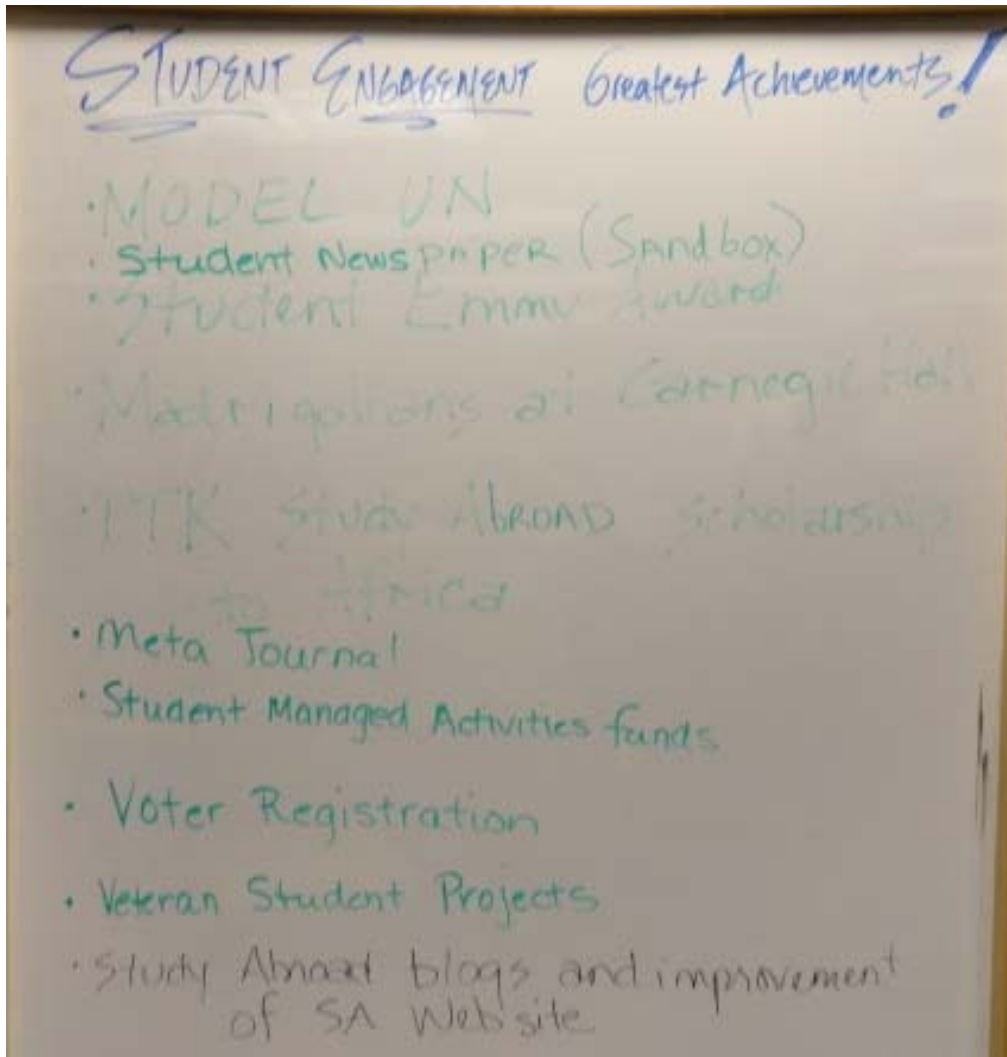 STUDENT ENGAGEMENT Greatest Achievements!
· MODEL UN
· Student Newspaper (Sandbox)
· Student Emmy Award
· at Carnegie Hall
· PTK Study Abroad scholarship
to Africa
· Meta Journal
· Student Managed Activities funds
· Voter Registration
· Veteran Student Projects
· Study Abroad blogs and improvement
of SA Website